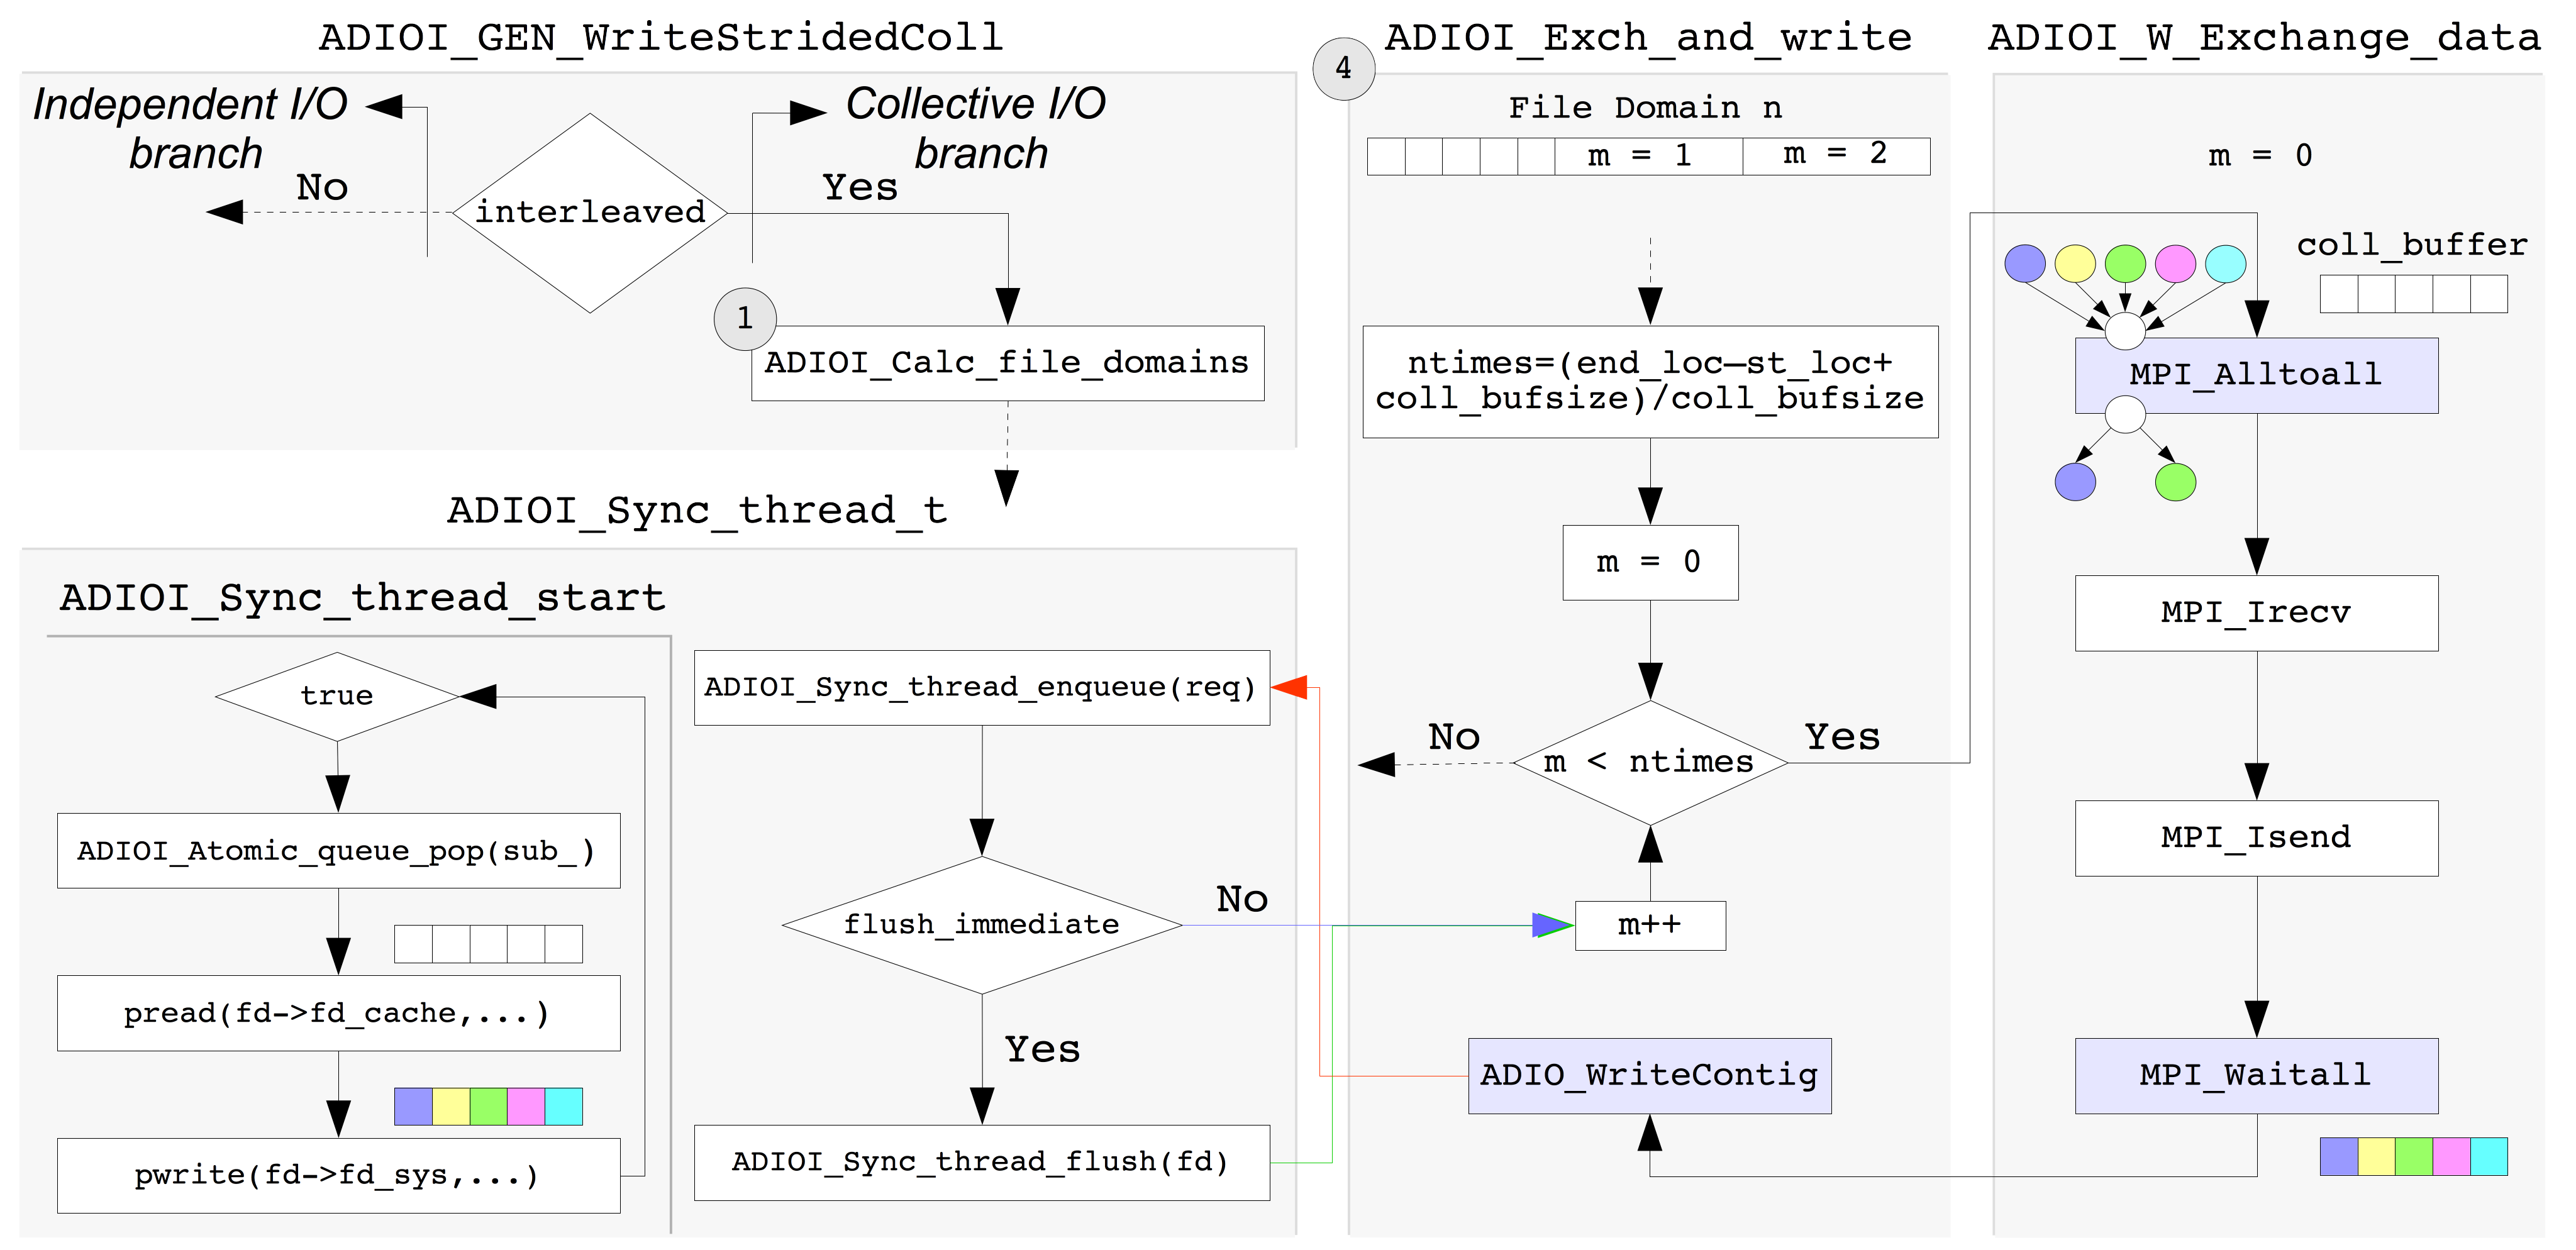 ADIOI_GEN_WriteStridedColl
Independent I/O
branch
No
interleaved
Collective I/O
branch
Yes
1
ADIOI_Calc_file_domains
ADIOI_Sync_thread_t
ADIOI_Sync_thread_start
true
ADIOI_Atomic_queue_pop(sub_)
pread(fd->fd_cache,...)
pwrite(fd->fd_sys,...)
ADIOI_Sync_thread_enqueue(req)
flush_immediate
No
Yes
ADIOI_Sync_thread_flush(fd)
ADIOI_Exch_and_write
4
File Domain n
m = 1
m = 2
ntimes=(end_loc–st_loc+
coll_bufsize)/coll_bufsize
m = 0
No
m < ntimes
Yes
m++
ADIO_WriteContig
ADIOI_W_Exchange_data
m = 0
coll_buffer
MPI_Alltoall
MPI_Irecv
MPI_Isend
MPI_Waitall